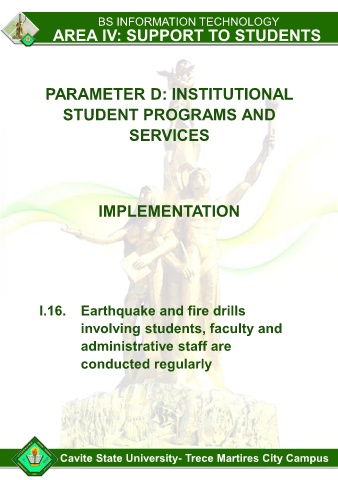 BS INFORMATION TECHNOLOGY
AREA IV: SUPPORT TO STUDENTS
PARAMETER D: INSTITUTIONAL
STUDENT PROGRAMS AND
SERVICES
IMPLEMENTATION
I.16. Earthquake and fire drills
involving students, faculty and
administrative staff are
conducted regularly
Cavite State University- Trece Martires City Campus